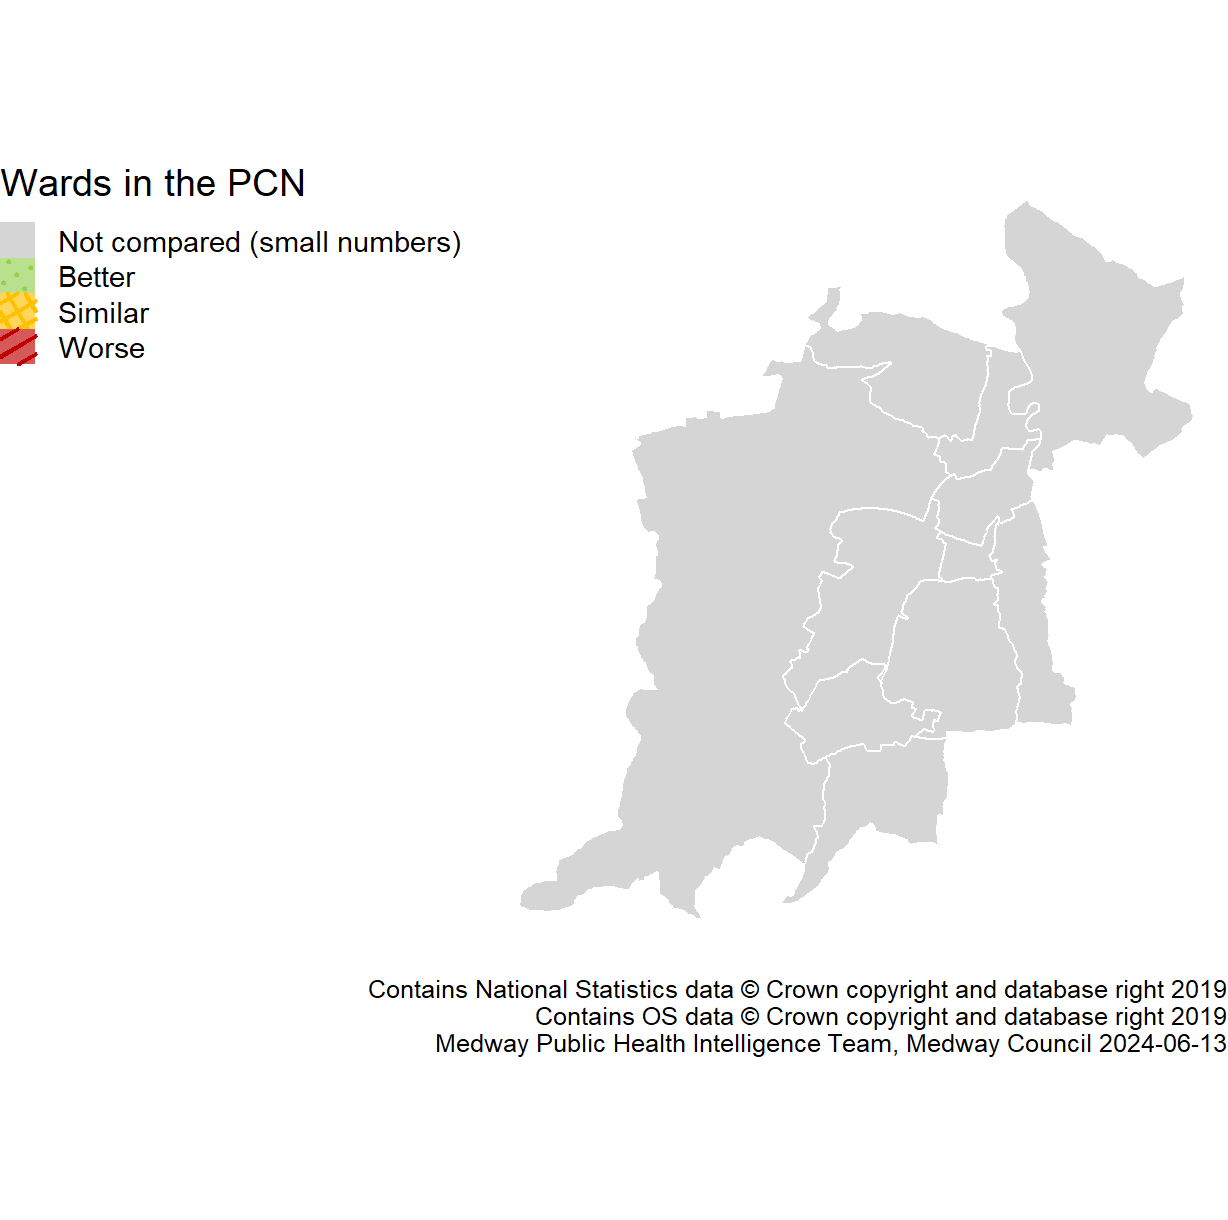 Wards in the PCN
Not compared (small numbers)
Better
Similar
Worse
Contains National Statistics data © Crown copyright and database right 2019
Contains OS data © Crown copyright and database right 2019
Medway Public Health Intelligence Team, Medway Council 2024-06-13